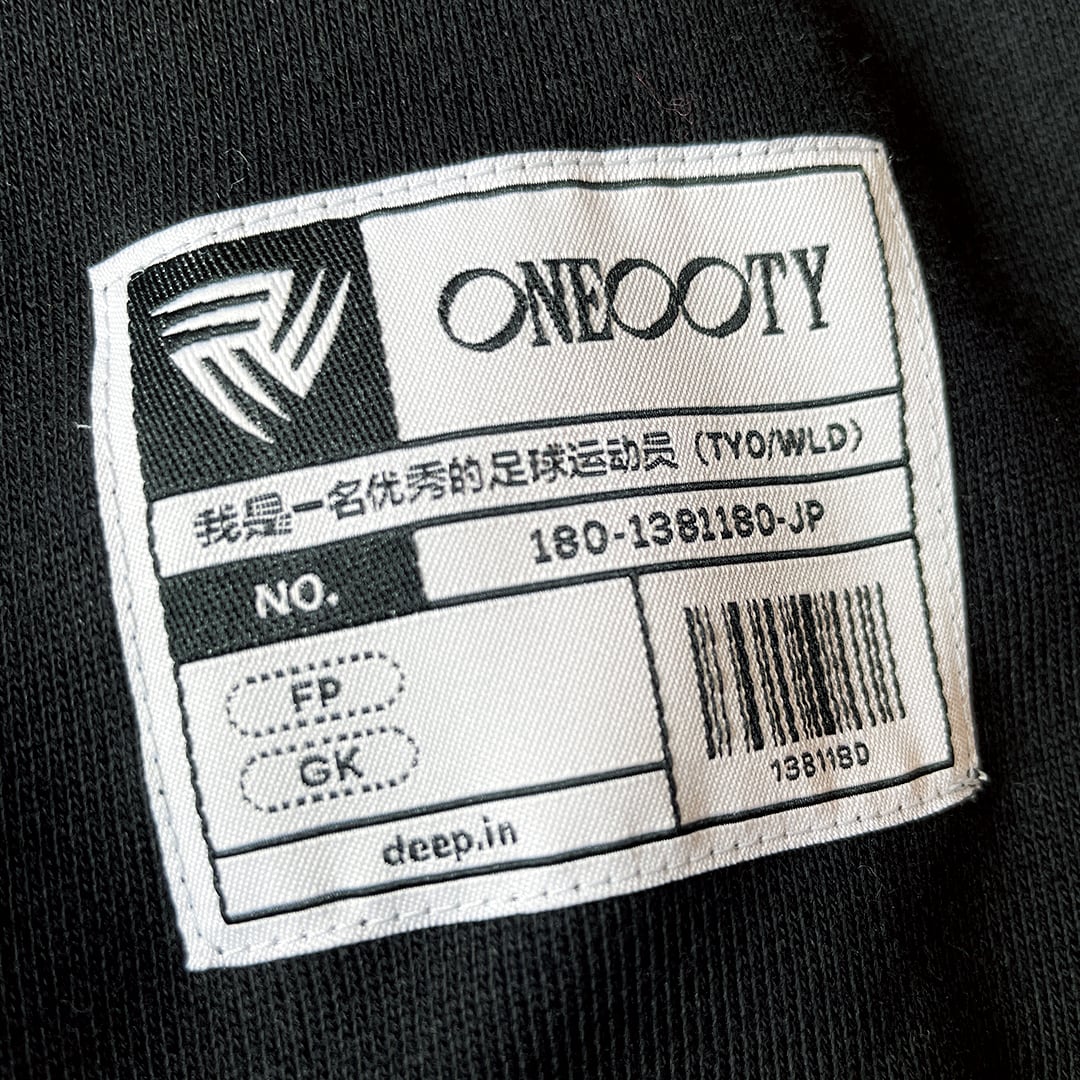 ONEOOTY
我是一名优秀的足球运动员（TYO/WLD）
NO.
180-1381180-JP
FP
GK
1381180
deep.in